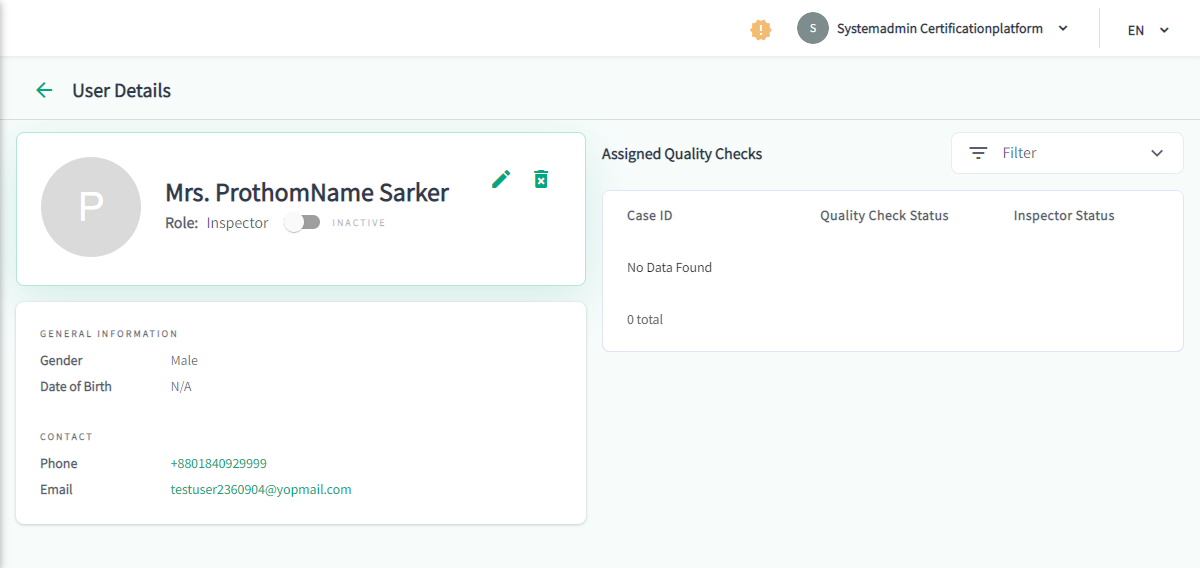 S Systemadmin Certificationplatform EN
User Details
P
Mrs. ProthomName Sarker
Role: Inspector INACTIVE
GENERAL INFORMATION
Gender Male
Date of Birth N/A
CONTACT
Phone +8801840929999
Email testuser2360904@yopmail.com
Assigned Quality Checks Filter
Case ID Quality Check Status Inspector Status
No Data Found
0 total